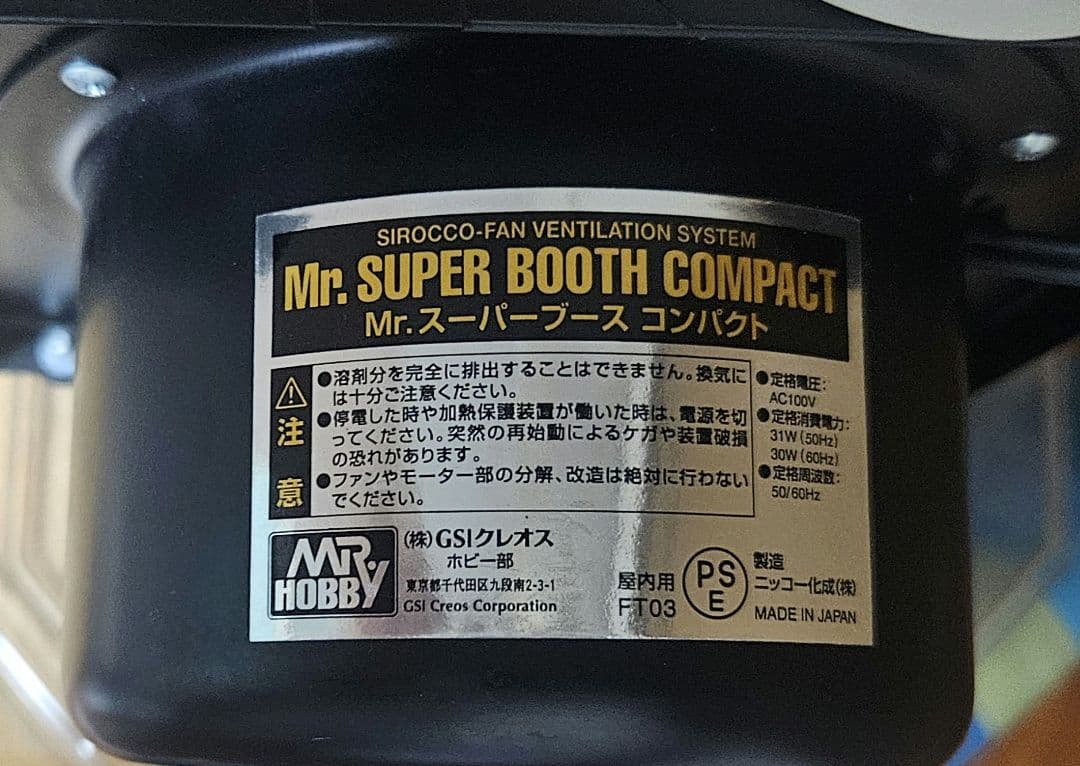 SIROCCO-FAN VENTILATION SYSTEM
Mr. SUPER BOOTH COMPACT
Mr.スーパーブース コンパクト
注意
●溶剤分を完全に排出することはできません。換気に
は十分ご注意ください。
●停電した時や加熱保護装置が働いた時は、電源を切
ってください。突然の再始動によるケガや装置破損
の恐れがあります。
●ファンやモーター部の分解、改造は絶対に行わない
でください。
●定格電圧:
AC100V
●定格消費電力:
31W(50Hz)
30W(60Hz)
●定格周波数:
50/60Hz
MR.HOBBY
(株)GSIクレオス
ホビー部
東京都千代田区九段南2-3-1
GSI Creos Corporation
屋内用
FT03
PS
E
製造
ニッコー化成(株)
MADE IN JAPAN